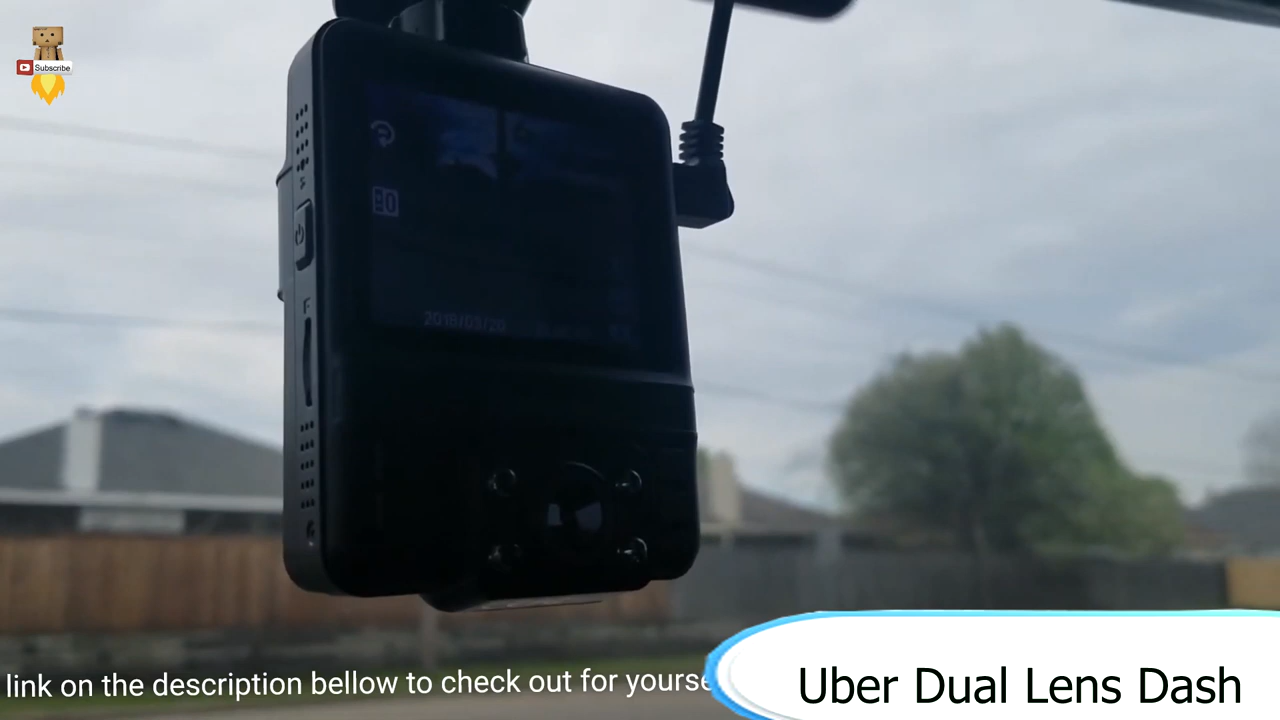 Subscribe
2018/03/20
link on the description bellow to check out for yourse
Uber Dual Lens Dash